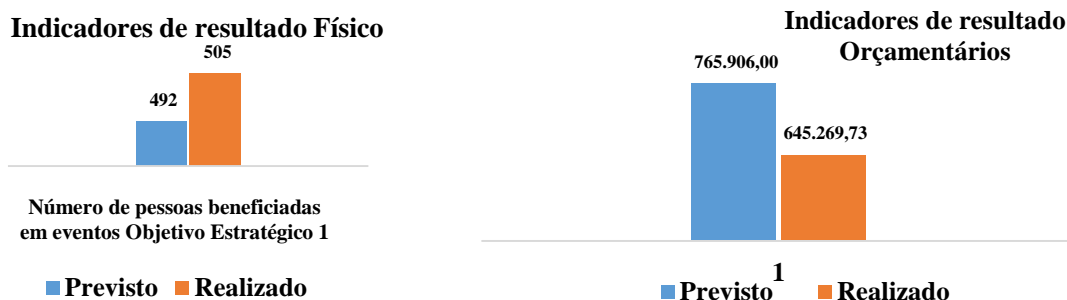 Indicadores de resultado Físico
505
492
Número de pessoas beneficiadas
em eventos Objetivo Estratégico 1
Previsto Realizado
Indicadores de resultado
Orçamentários
765.906,00
645.269,73
1
Previsto Realizado